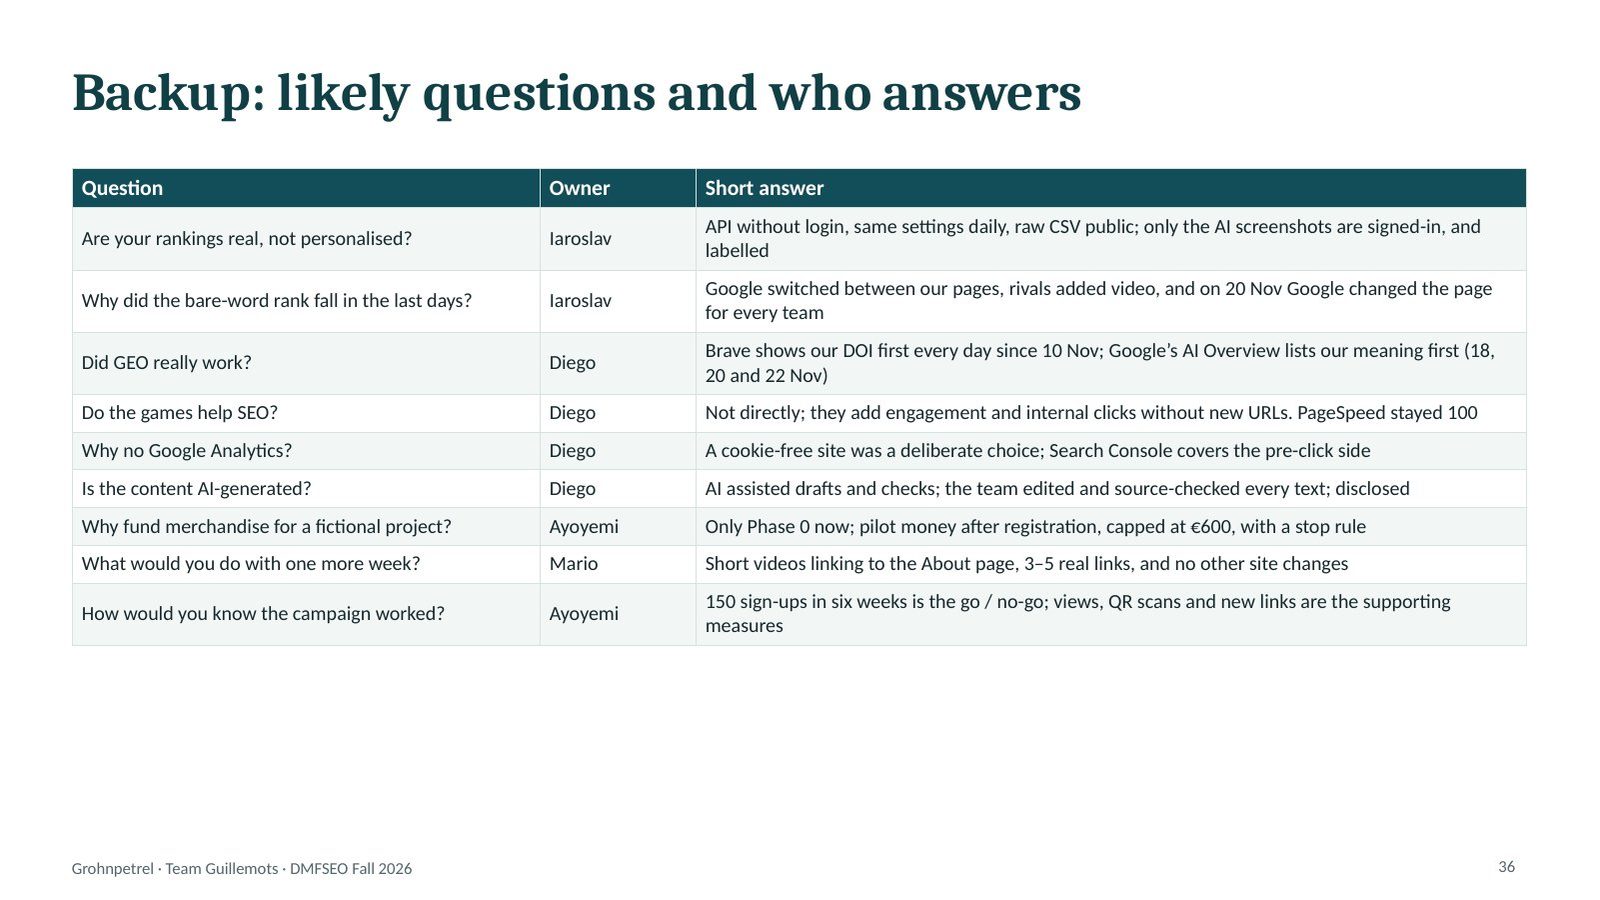 Backup: likely questions and who answers
Question Owner Short answer
Are your rankings real, not personalised? Iaroslav API without login, same settings daily, raw CSV public; only the AI screenshots are signed-in, and
labelled
Why did the bare-word rank fall in the last days? Iaroslav Google switched between our pages, rivals added video, and on 20 Nov Google changed the page
for every team
Did GEO really work? Diego Brave shows our DOI first every day since 10 Nov; Google’s AI Overview lists our meaning first (18,
20 and 22 Nov)
Do the games help SEO? Diego Not directly; they add engagement and internal clicks without new URLs. PageSpeed stayed 100
Why no Google Analytics? Diego A cookie-free site was a deliberate choice; Search Console covers the pre-click side
Is the content AI-generated? Diego AI assisted drafts and checks; the team edited and source-checked every text; disclosed
Why fund merchandise for a fictional project? Ayoyemi Only Phase 0 now; pilot money after registration, capped at €600, with a stop rule
What would you do with one more week? Mario Short videos linking to the About page, 3–5 real links, and no other site changes
How would you know the campaign worked? Ayoyemi 150 sign-ups in six weeks is the go / no-go; views, QR scans and new links are the supporting
measures
Grohnpetrel · Team Guillemots · DMFSEO Fall 2026
36